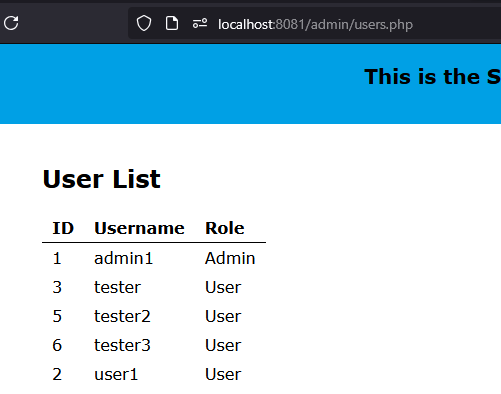 localhost:8081/admin/users.php
This is the S
User List
ID Username Role
1 admin1 Admin
3 tester User
5 tester2 User
6 tester3 User
2 user1 User